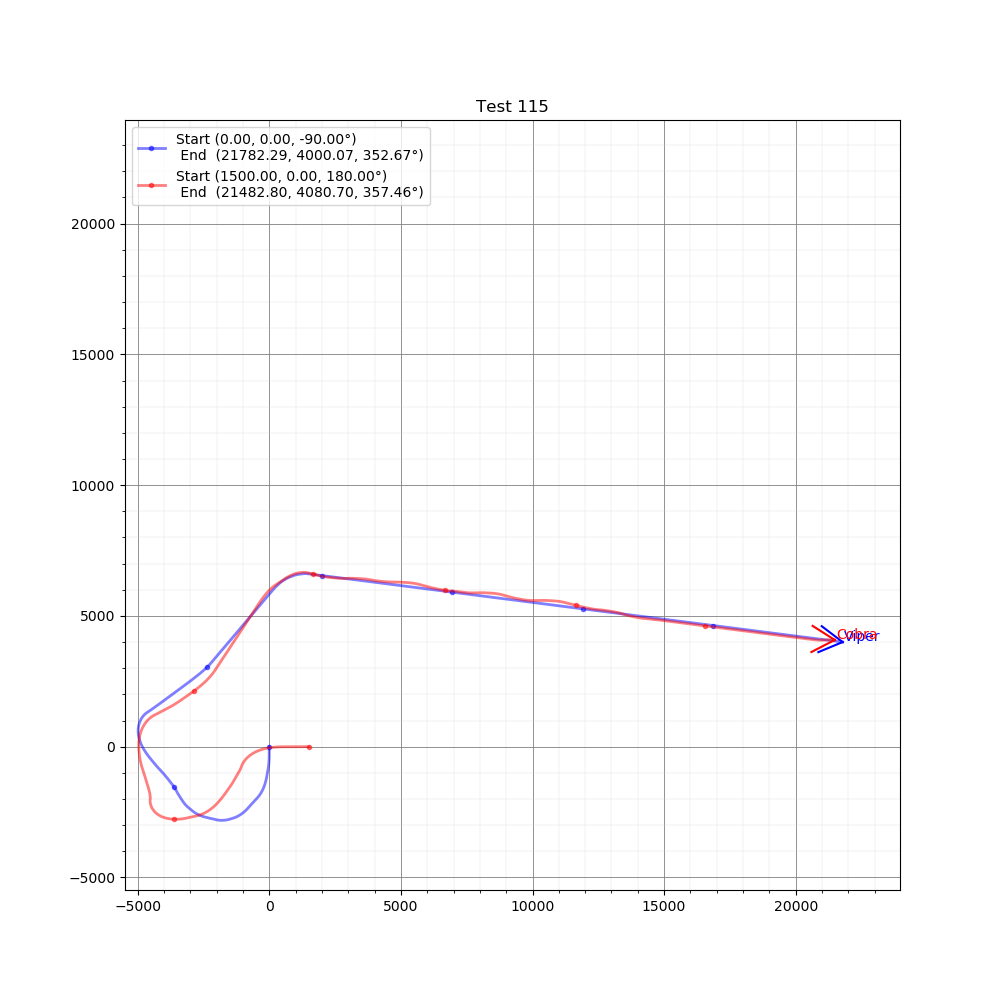 Test 115
Start (0.00, 0.00, -90.00°)
End (21782.29, 4000.07, 352.67°)
Start (1500.00, 0.00, 180.00°)
End (21482.80, 4080.70, 357.46°)
20000
15000
10000
5000
0
−5000
Cobra
Viper
−5000 0 5000 10000 15000 20000